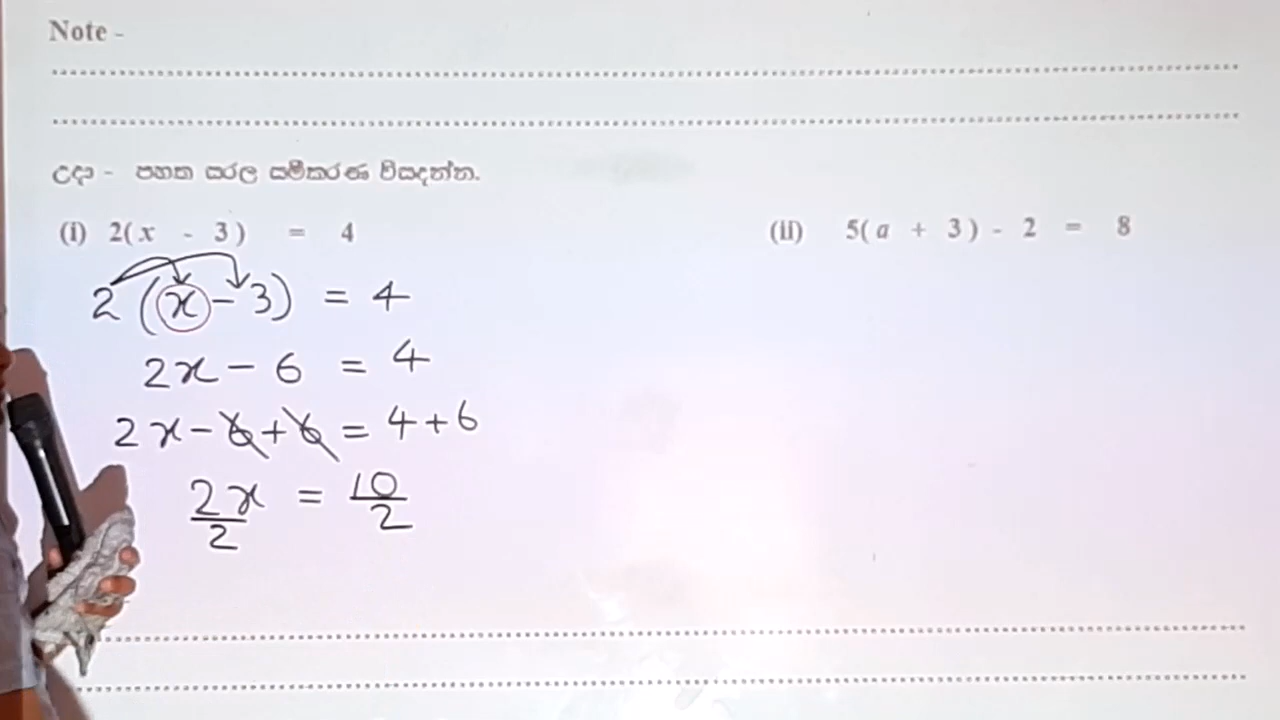 Note -
උදා - පහත සරල සමීකරණ විසදන්න.
(i) 2( x - 3 ) = 4
(ii) 5( a + 3 ) - 2 = 8
2 (x - 3) = 4
2x - 6 = 4
2x - 6 + 6 = 4 + 6
2x/2 = 10/2